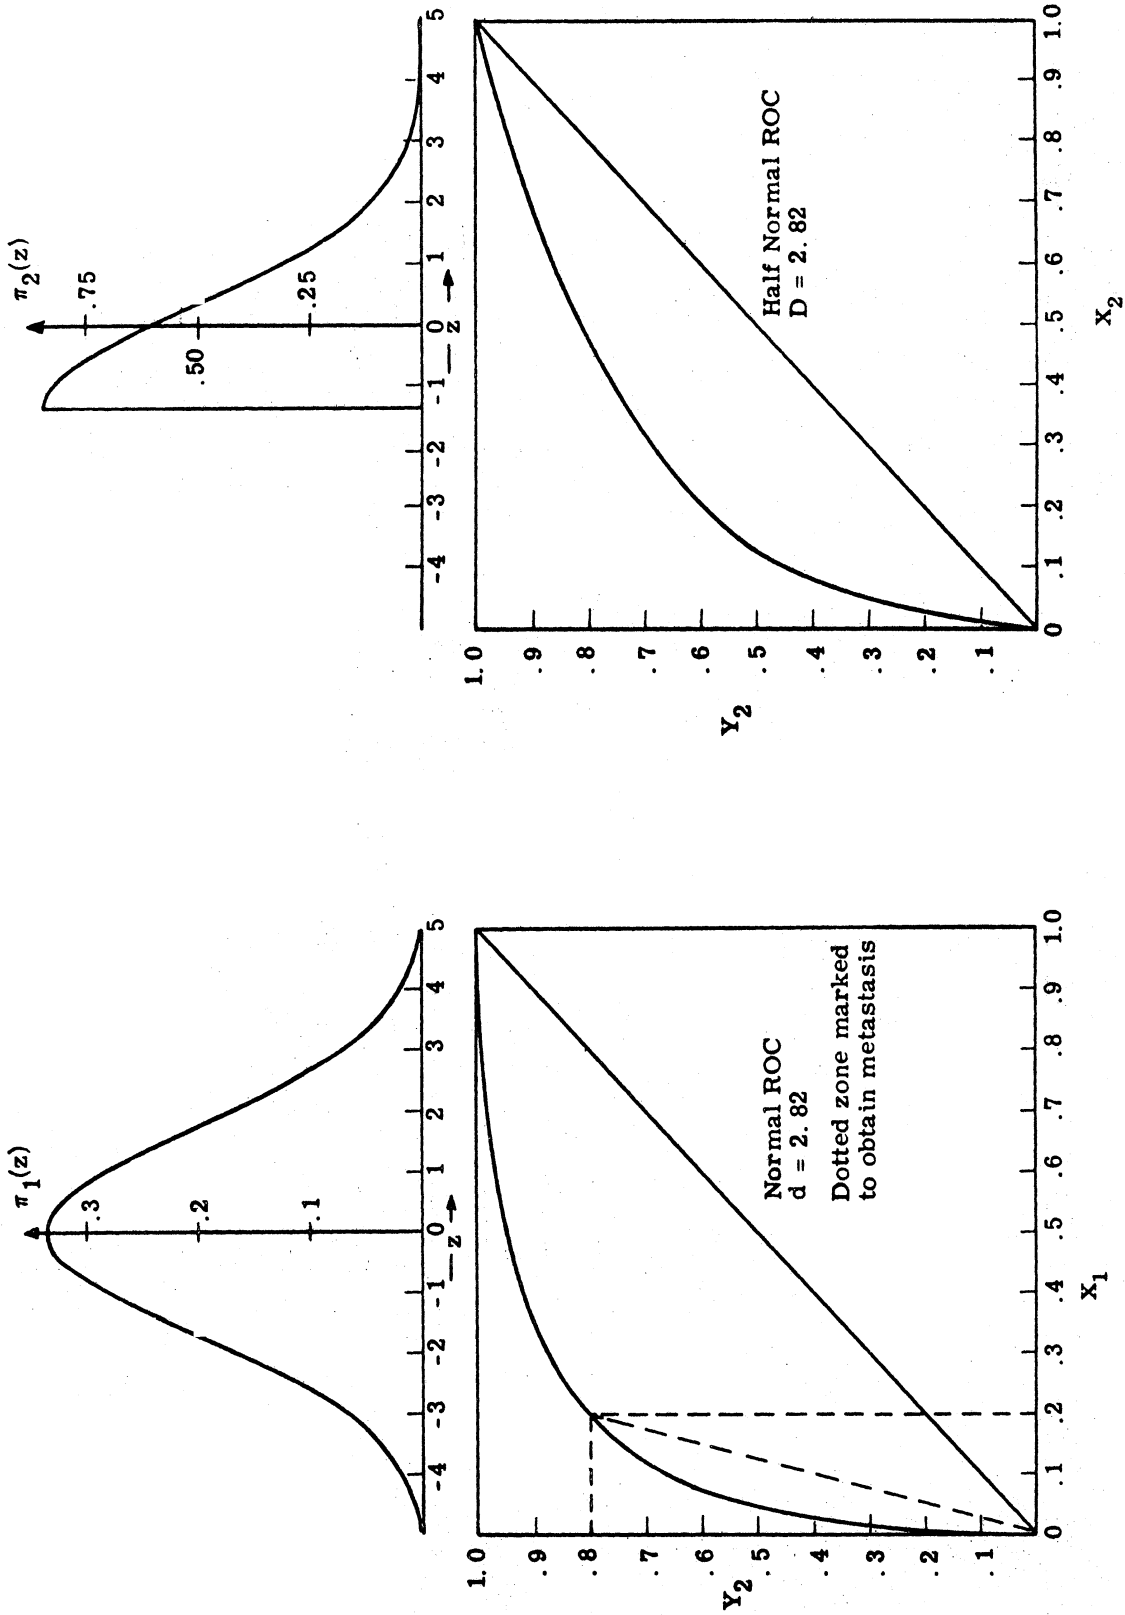 π1(z)
.3
.2
.1
-4 -3 -2 -1 0 1 2 3 4 5
z
1.0
.9
.8
.7
.6
.5
.4
.3
.2
.1
Y2
Normal ROC
d = 2.82
Dotted zone marked
to obtain metastasis
0 .1 .2 .3 .4 .5 .6 .7 .8 .9 1.0
X1
π2(z)
.75
.50
.25
-4 -3 -2 -1 0 1 2 3 4 5
z
1.0
.9
.8
.7
.6
.5
.4
.3
.2
.1
Y2
Half Normal ROC
D = 2.82
0 .1 .2 .3 .4 .5 .6 .7 .8 .9 1.0
X2